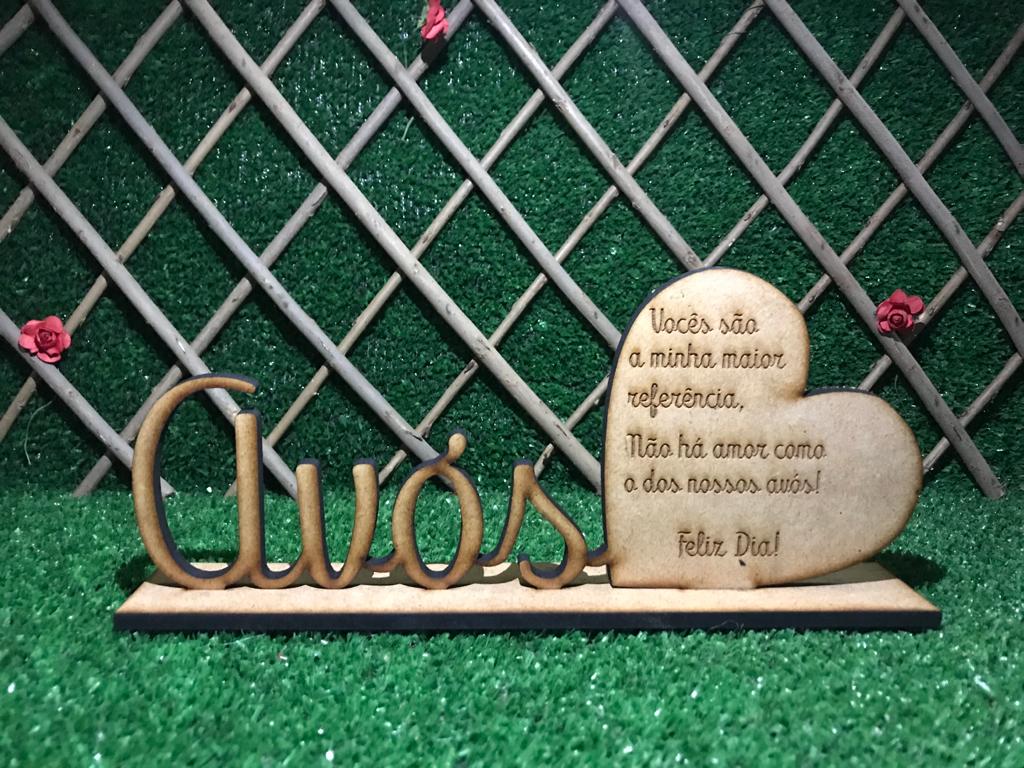 Avós
Vocês são
a minha maior
referência,
Não há amor como
o dos nossos avós!
Feliz Dia!